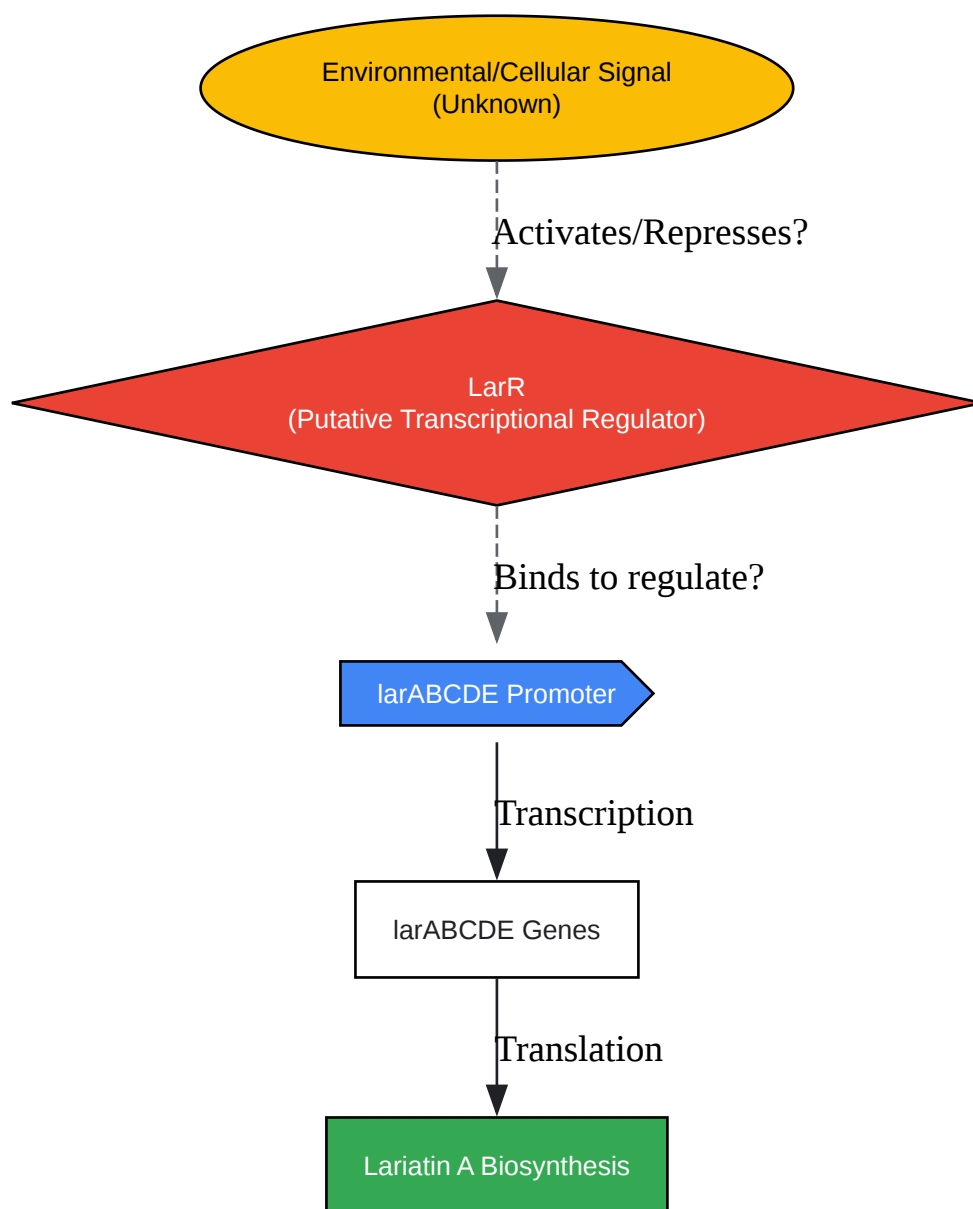 Environmental/Cellular Signal
(Unknown)
Activates/Represses?
LarR
(Putative Transcriptional Regulator)
Binds to regulate?
larABCDE Promoter
Transcription
larABCDE Genes
Translation
Lariatin A Biosynthesis